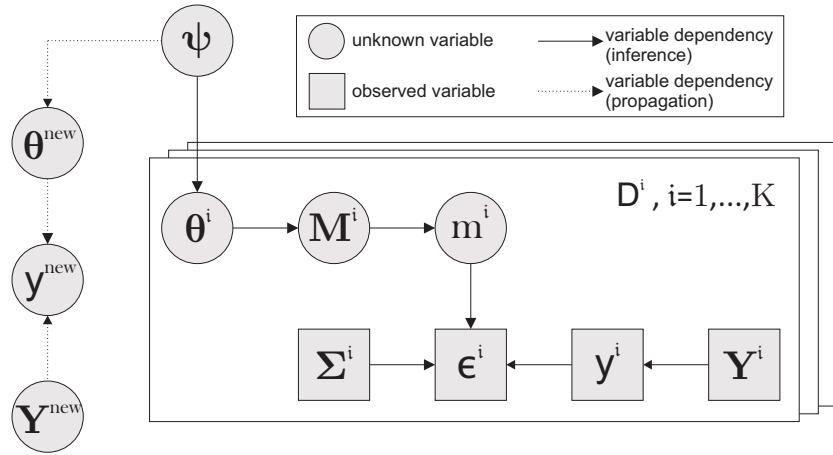 ψ
unknown variable
variable dependency
(inference)
observed variable
variable dependency
(propagation)
θ^new
D^i , i=1,...,K
θ^i
M^i
m^i
y^new
Σ^i
ϵ^i
y^i
Y^i
Y^new